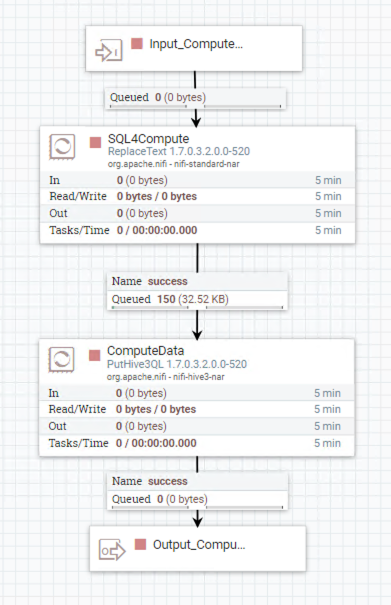 Input_Compute...
Queued 0 (0 bytes)
SQL4Compute
ReplaceText 1.7.0.3.2.0.0-520
org.apache.nifi - nifi-standard-nar
In 0 (0 bytes) 5 min
Read/Write 0 bytes / 0 bytes 5 min
Out 0 (0 bytes) 5 min
Tasks/Time 0 / 00:00:00.000 5 min
Name success
Queued 150 (32.52 KB)
ComputeData
PutHive3QL 1.7.0.3.2.0.0-520
org.apache.nifi - nifi-hive3-nar
In 0 (0 bytes) 5 min
Read/Write 0 bytes / 0 bytes 5 min
Out 0 (0 bytes) 5 min
Tasks/Time 0 / 00:00:00.000 5 min
Name success
Queued 0 (0 bytes)
Output_Compu...